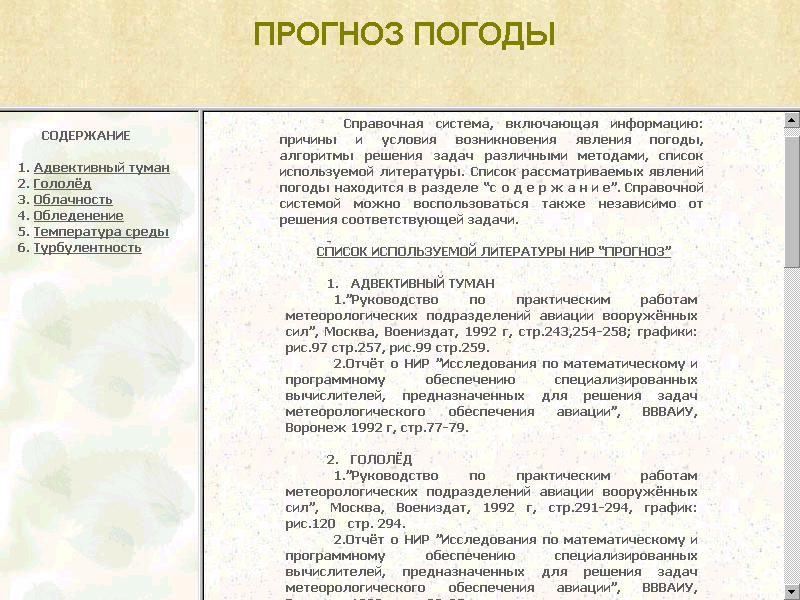 ПРОГНОЗ ПОГОДЫ
СОДЕРЖАНИЕ
1. Адвективный туман
2. Гололёд
3. Облачность
4. Обледенение
5. Температура среды
6. Турбулентность
Справочная система, включающая информацию:
причины и условия возникновения явления погоды,
алгоритмы решения задач различными методами, список
используемой литературы. Список рассматриваемых явлений
погоды находится в разделе “с о д е р ж а н и е”. Справочной
системой можно воспользоваться также независимо от
решения соответствующей задачи.
СПИСОК ИСПОЛЬЗУЕМОЙ ЛИТЕРАТУРЫ НИР “ПРОГНОЗ”
1. АДВЕКТИВНЫЙ ТУМАН
1.”Руководство по практическим работам
метеорологических подразделений авиации вооружённых
сил”, Москва, Воениздат, 1992 г, стр.243,254-258; графики:
рис.97 стр.257, рис.99 стр.259.
2.Отчёт о НИР ”Исследования по математическому и
программному обеспечению специализированных
вычислителей, предназначенных для решения задач
метеорологического обеспечения авиации”, ВВВАИУ,
Воронеж 1992 г, стр.77-79.
2. ГОЛОЛЁД
1.”Руководство по практическим работам
метеорологических подразделений авиации вооружённых
сил”, Москва, Воениздат, 1992 г, стр.291-294, график:
рис.120 стр. 294.
2.Отчёт о НИР ”Исследования по математическому и
программному обеспечению специализированных
вычислителей, предназначенных для решения задач
метеорологического обеспечения авиации”, ВВВАИУ,